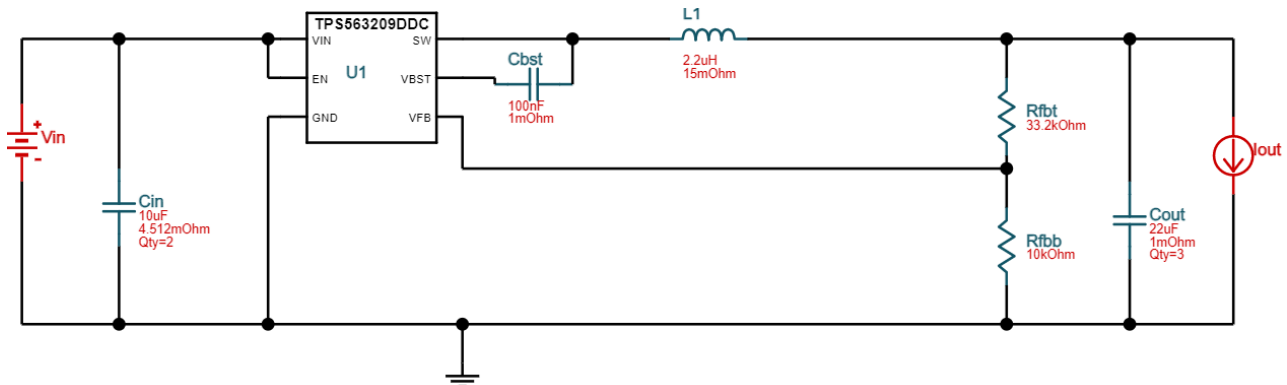 TPS563209DDC
VIN
SW
EN
U1
VBST
GND
VFB
Cbst
100nF
1mOhm
L1
2.2uH
15mOhm
+
Vin
-
Cin
10uF
4.512mOhm
Qty=2
Rfbt
33.2kOhm
Rfbb
10kOhm
Cout
22uF
1mOhm
Qty=3
Iout